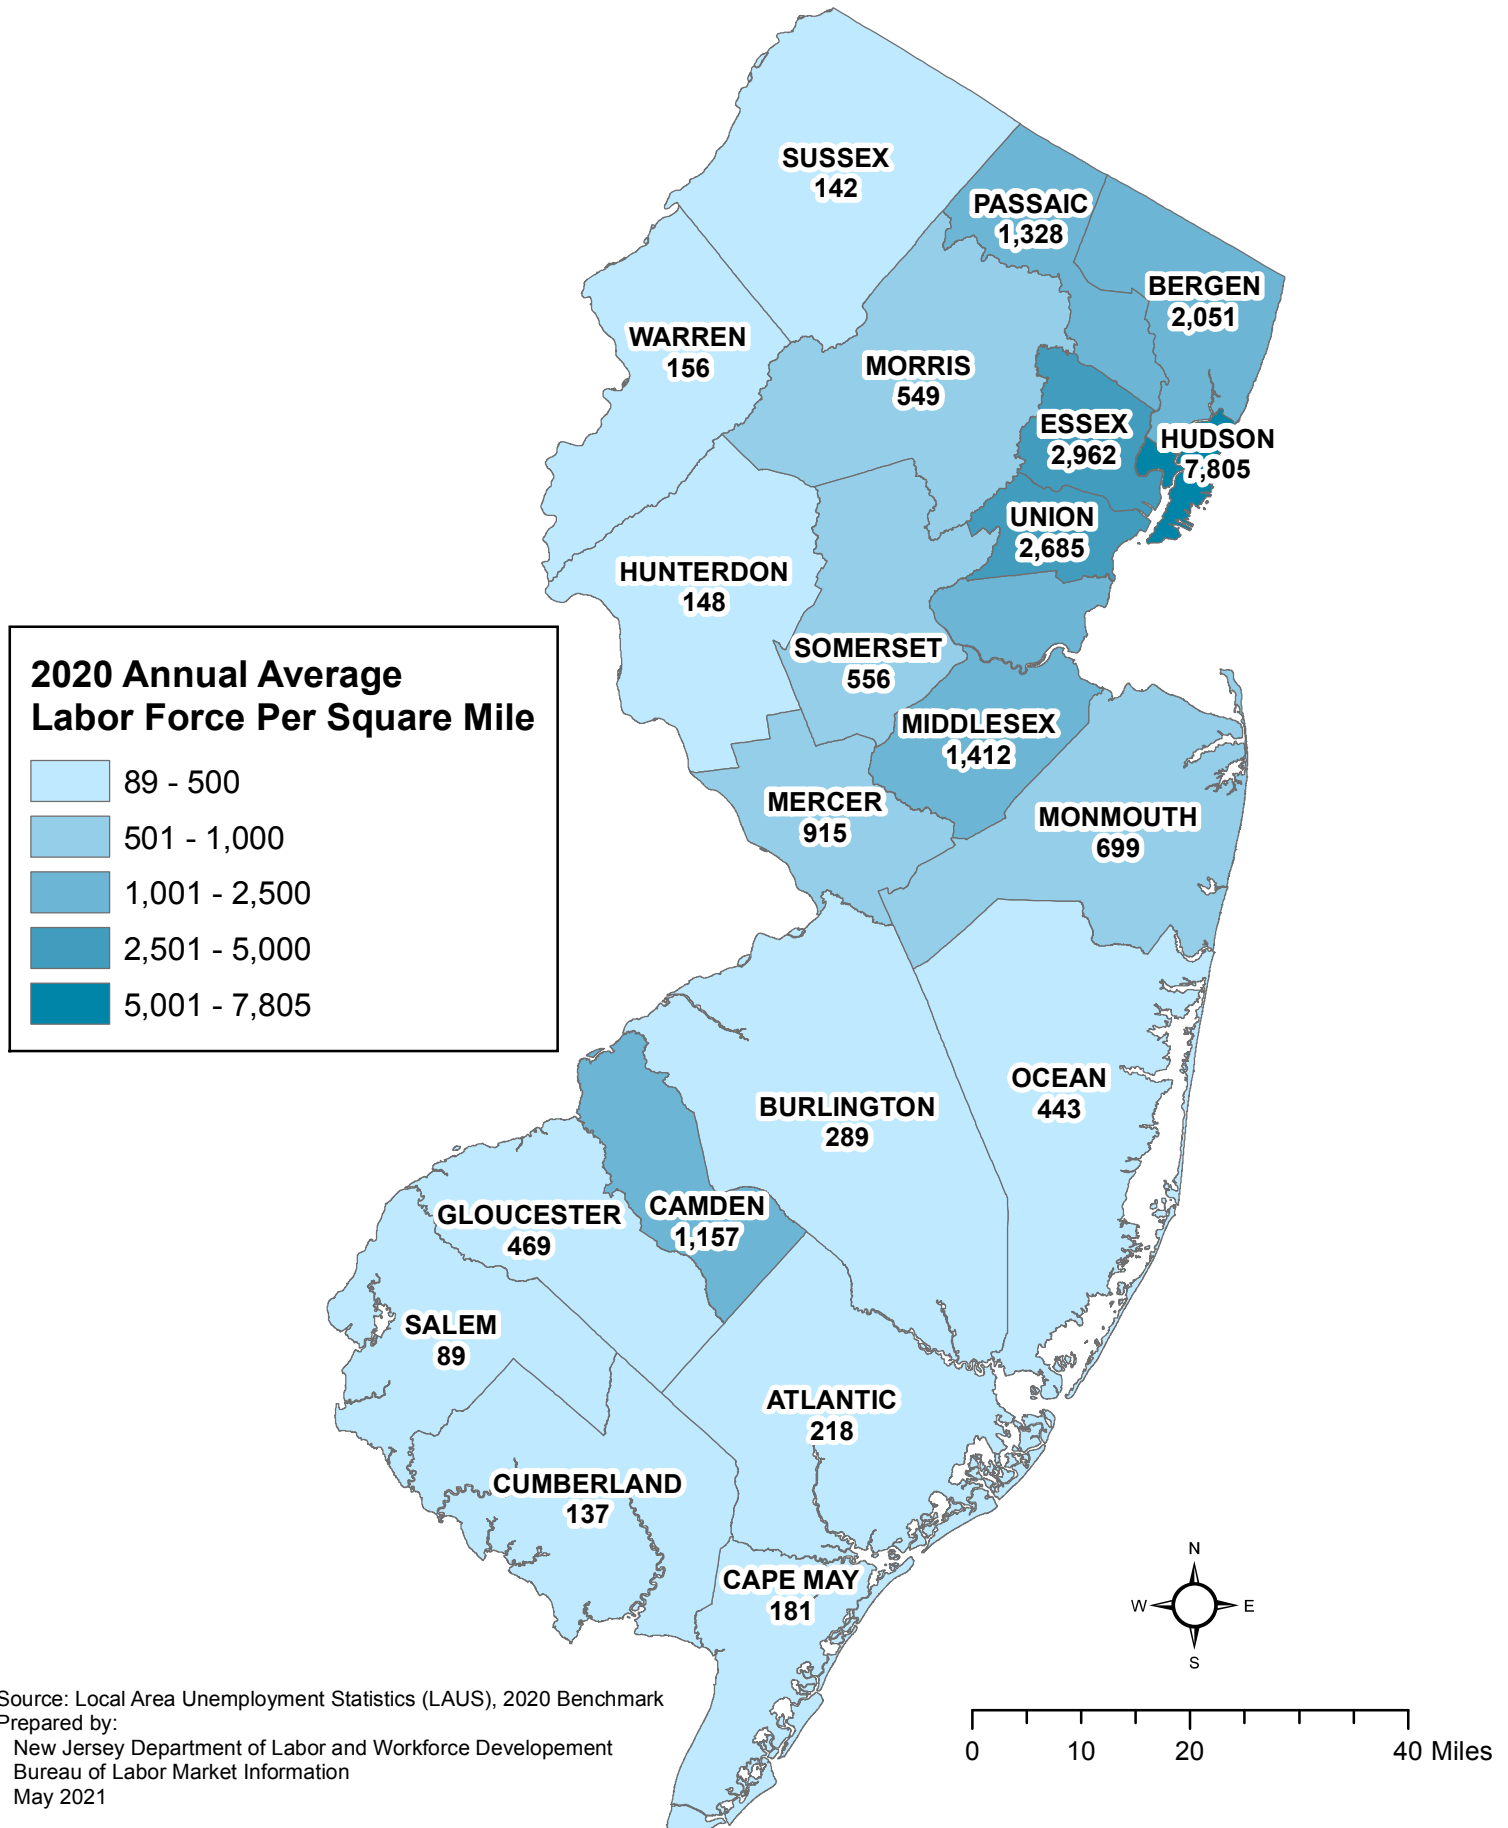 SUSSEX
142
PASSAIC
1,328
BERGEN
2,051
WARREN
156
MORRIS
549
ESSEX
2,962
HUDSON
7,805
UNION
2,685
HUNTERDON
148
SOMERSET
556
MIDDLESEX
1,412
MERCER
915
MONMOUTH
699
2020 Annual Average
Labor Force Per Square Mile
89 - 500
501 - 1,000
1,001 - 2,500
2,501 - 5,000
5,001 - 7,805
OCEAN
443
BURLINGTON
289
CAMDEN
1,157
GLOUCESTER
469
SALEM
89
ATLANTIC
218
CUMBERLAND
137
CAPE MAY
181
N
W E
S
0 10 20 40 Miles
Source: Local Area Unemployment Statistics (LAUS), 2020 Benchmark
Prepared by:
New Jersey Department of Labor and Workforce Developement
Bureau of Labor Market Information
May 2021